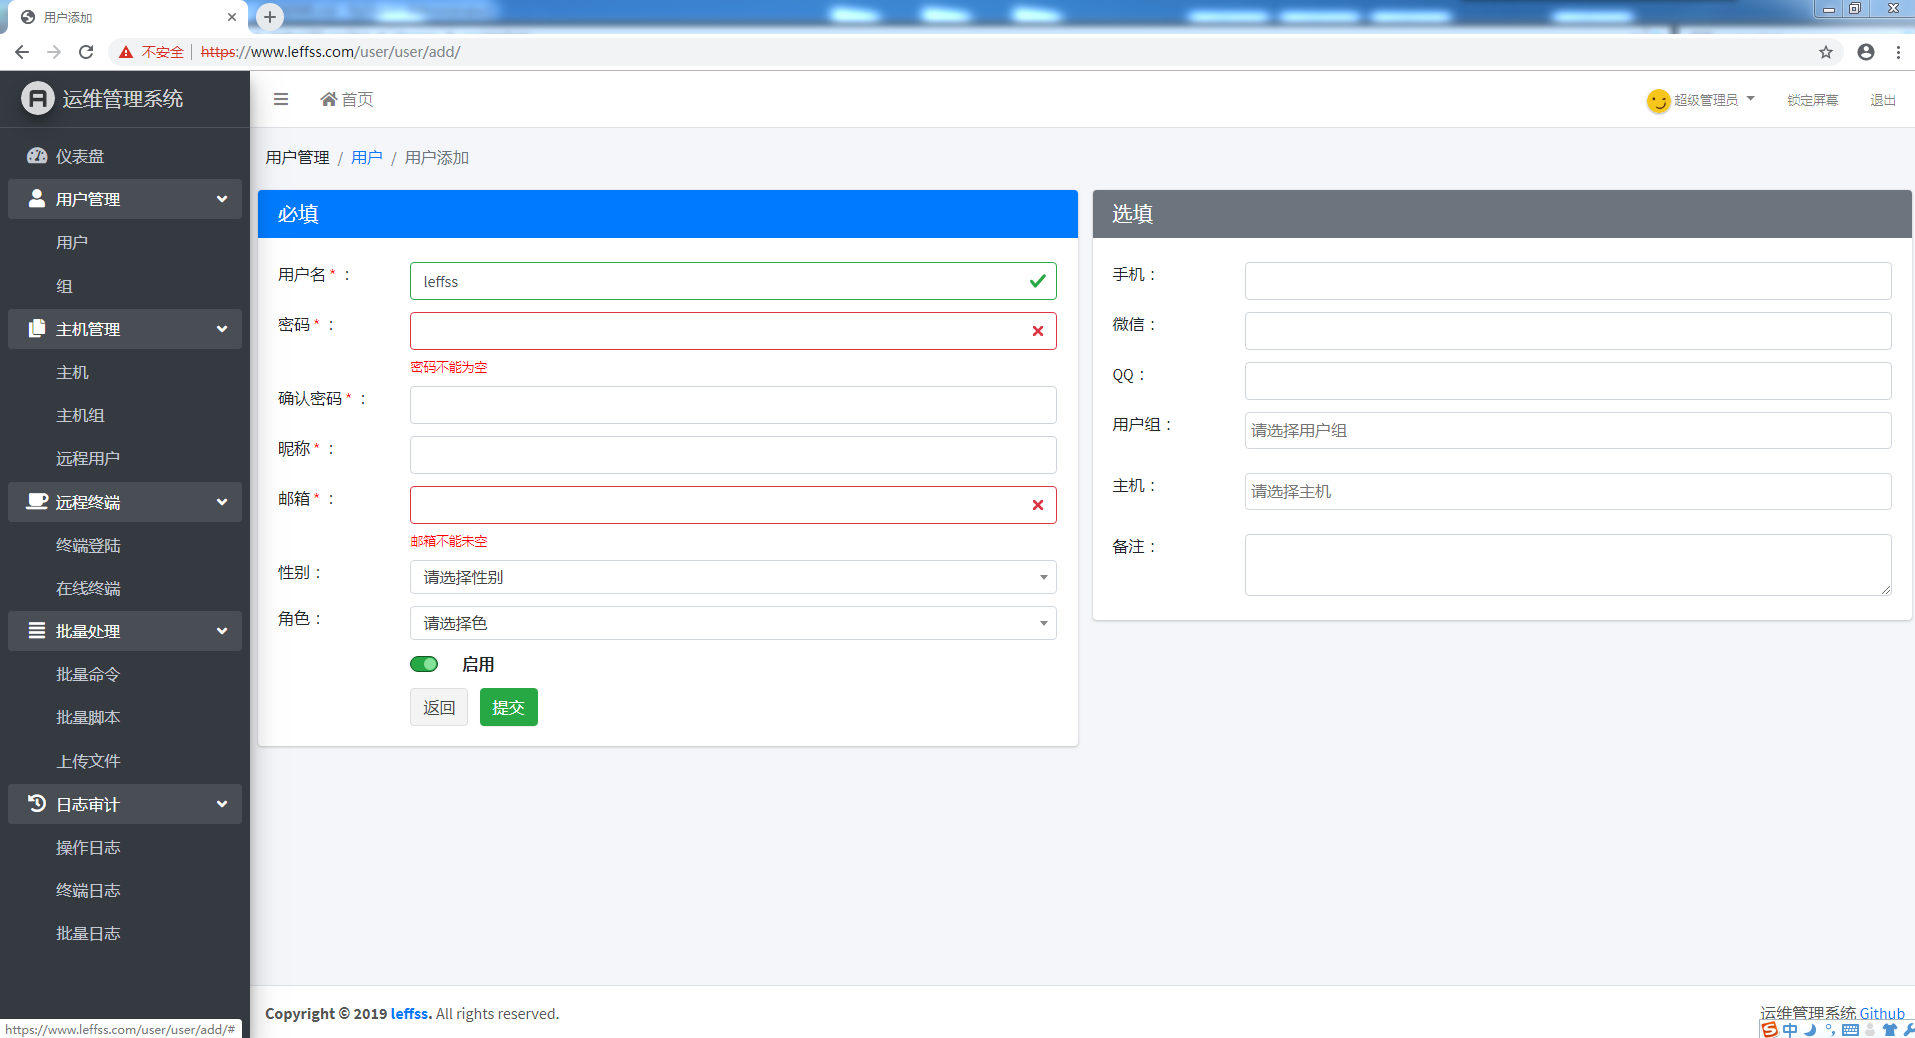 用户添加
不安全 https://www.leffss.com/user/user/add/
运维管理系统
首页
超级管理员
锁定屏幕
退出
仪表盘
用户管理
用户
组
主机管理
主机
主机组
远程用户
远程终端
终端登陆
在线终端
批量处理
批量命令
批量脚本
上传文件
日志审计
操作日志
终端日志
批量日志
用户管理 / 用户 / 用户添加
必填
用户名 * ：
leffss
密码 * ：
密码不能为空
确认密码 * ：
昵称 * ：
邮箱 * ：
邮箱不能未空
性别：
请选择性别
角色：
请选择色
启用
返回
提交
选填
手机：
微信：
QQ：
用户组：
请选择用户组
主机：
请选择主机
备注：
Copyright © 2019 leffss. All rights reserved.
运维管理系统 Github
https://www.leffss.com/user/user/add/#
中